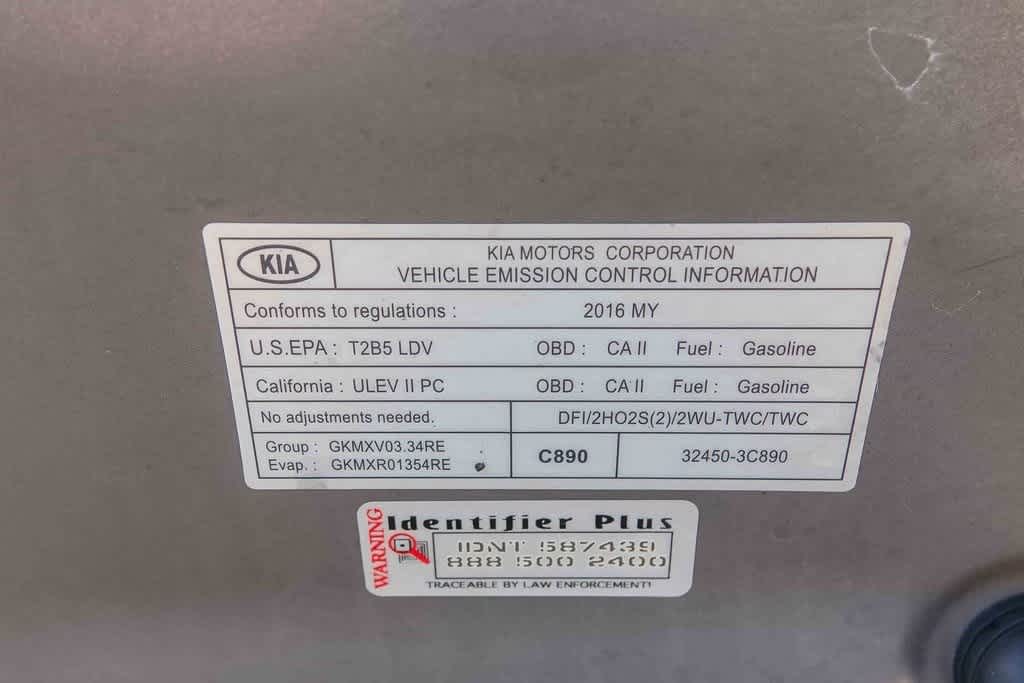 KIA
KIA MOTORS CORPORATION
VEHICLE EMISSION CONTROL INFORMATION
Conforms to regulations : 2016 MY
U.S.EPA : T2B5 LDV OBD : CA II Fuel : Gasoline
California : ULEV II PC OBD : CA II Fuel : Gasoline
No adjustments needed. DFI/2HO2S(2)/2WU-TWC/TWC
Group : GKMXV03.34RE
Evap. : GKMXR01354RE
C890 32450-3C890
WARNING
Identifier Plus
IDNT 587439
888 500 2400
TRACEABLE BY LAW ENFORCEMENT!